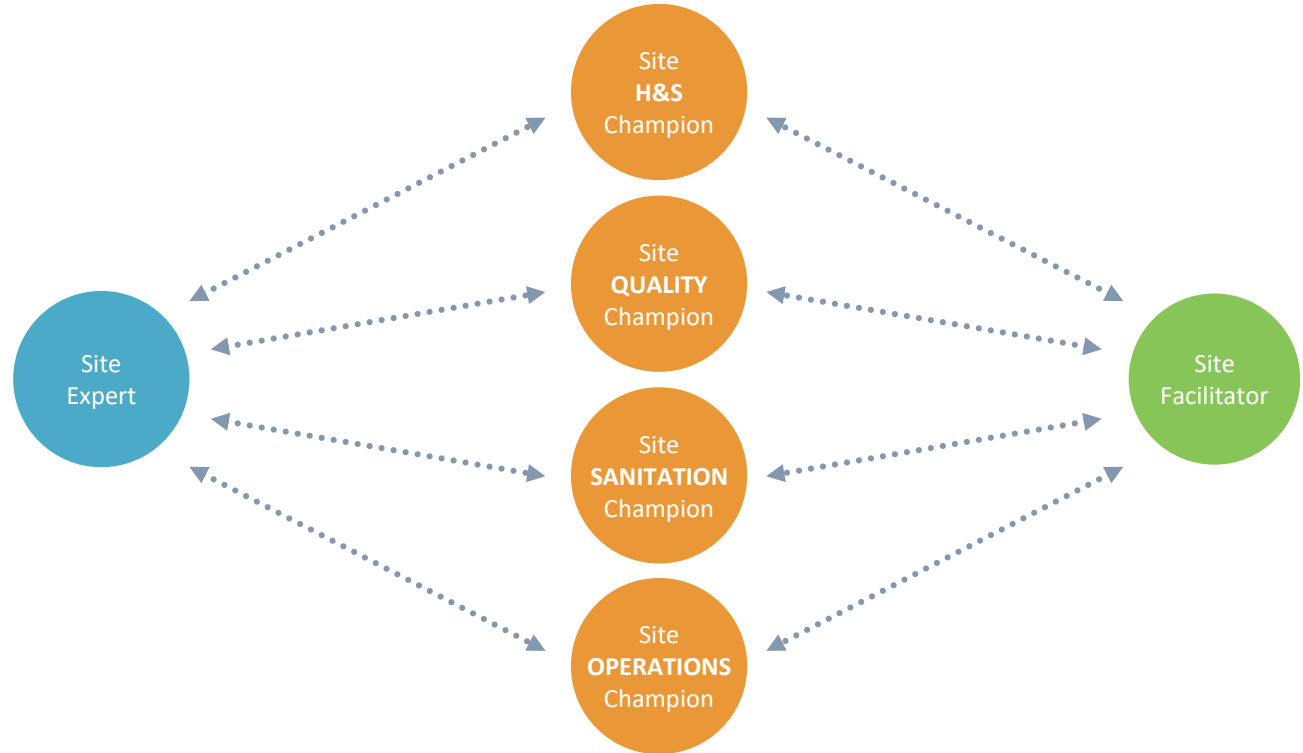 Site
H&S
Champion
Site
QUALITY
Champion
Site
Expert
Site
Facilitator
Site
SANITATION
Champion
Site
OPERATIONS
Champion